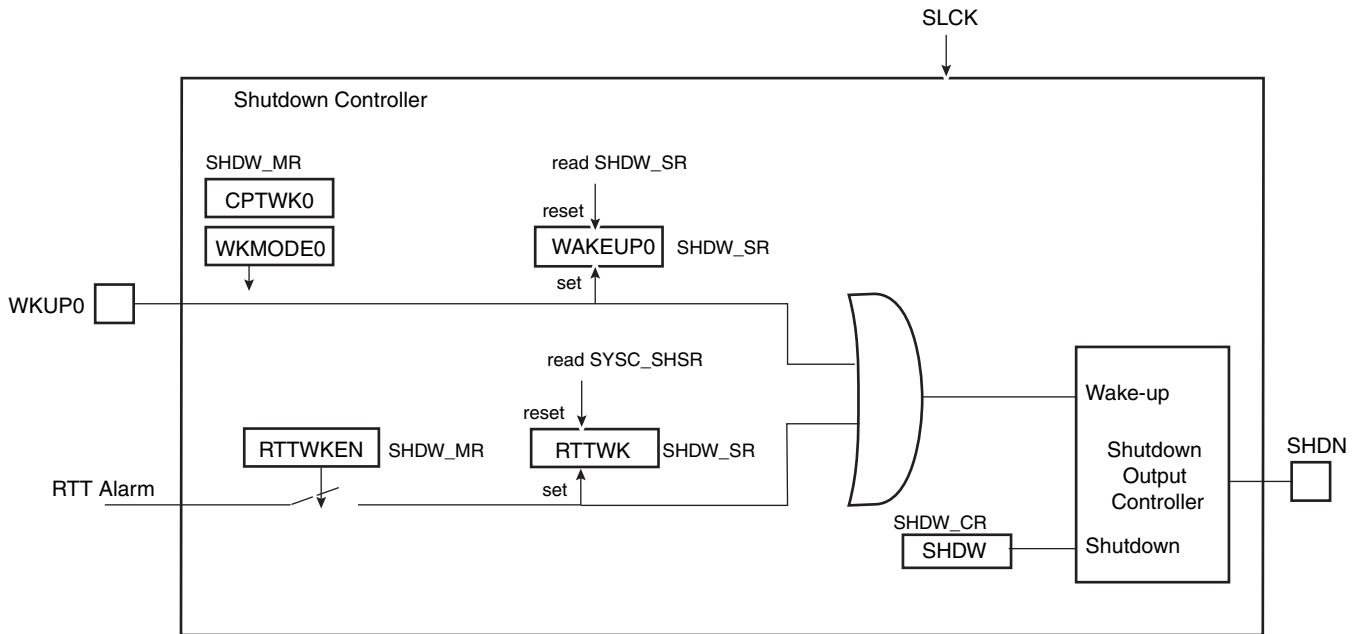 SLCK
Shutdown Controller
SHDW_MR
CPTWK0
WKMODE0
read SHDW_SR
reset
WAKEUP0
SHDW_SR
set
WKUP0
read SYSC_SHSR
reset
RTTWKEN
SHDW_MR
RTTWK
SHDW_SR
set
RTT Alarm
Wake-up
Shutdown
Output
Controller
SHDN
SHDW_CR
SHDW
Shutdown